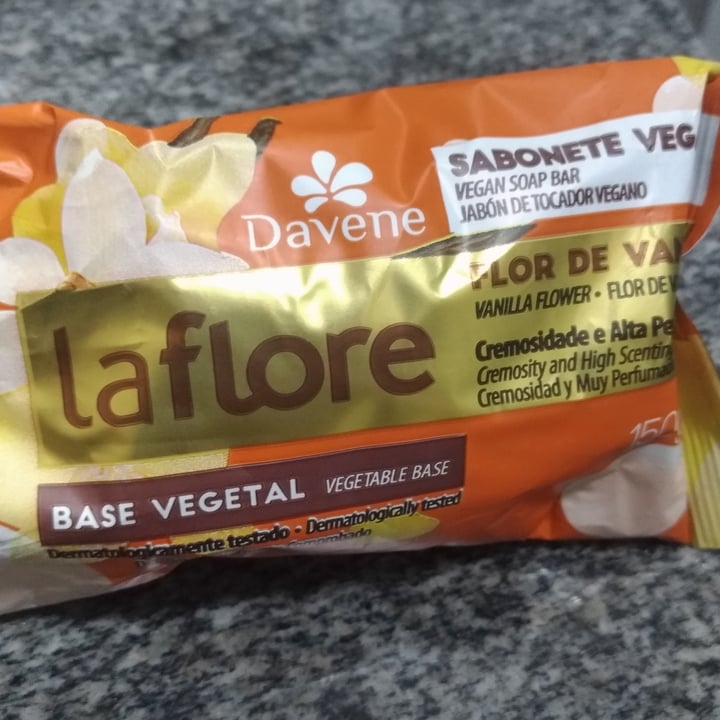 Davene
SABONETE VEG
VEGAN SOAP BAR
JABÓN DE TOCADOR VEGANO
laflore
FLOR DE VA
VANILLA FLOWER • FLOR DE V
Cremosidade e Alta Pe
Cremosity and High Scenting
Cremosidad y Muy Perfumad
150
BASE VEGETAL VEGETABLE BASE
Dermatologicamente testado • Dermatologically tested